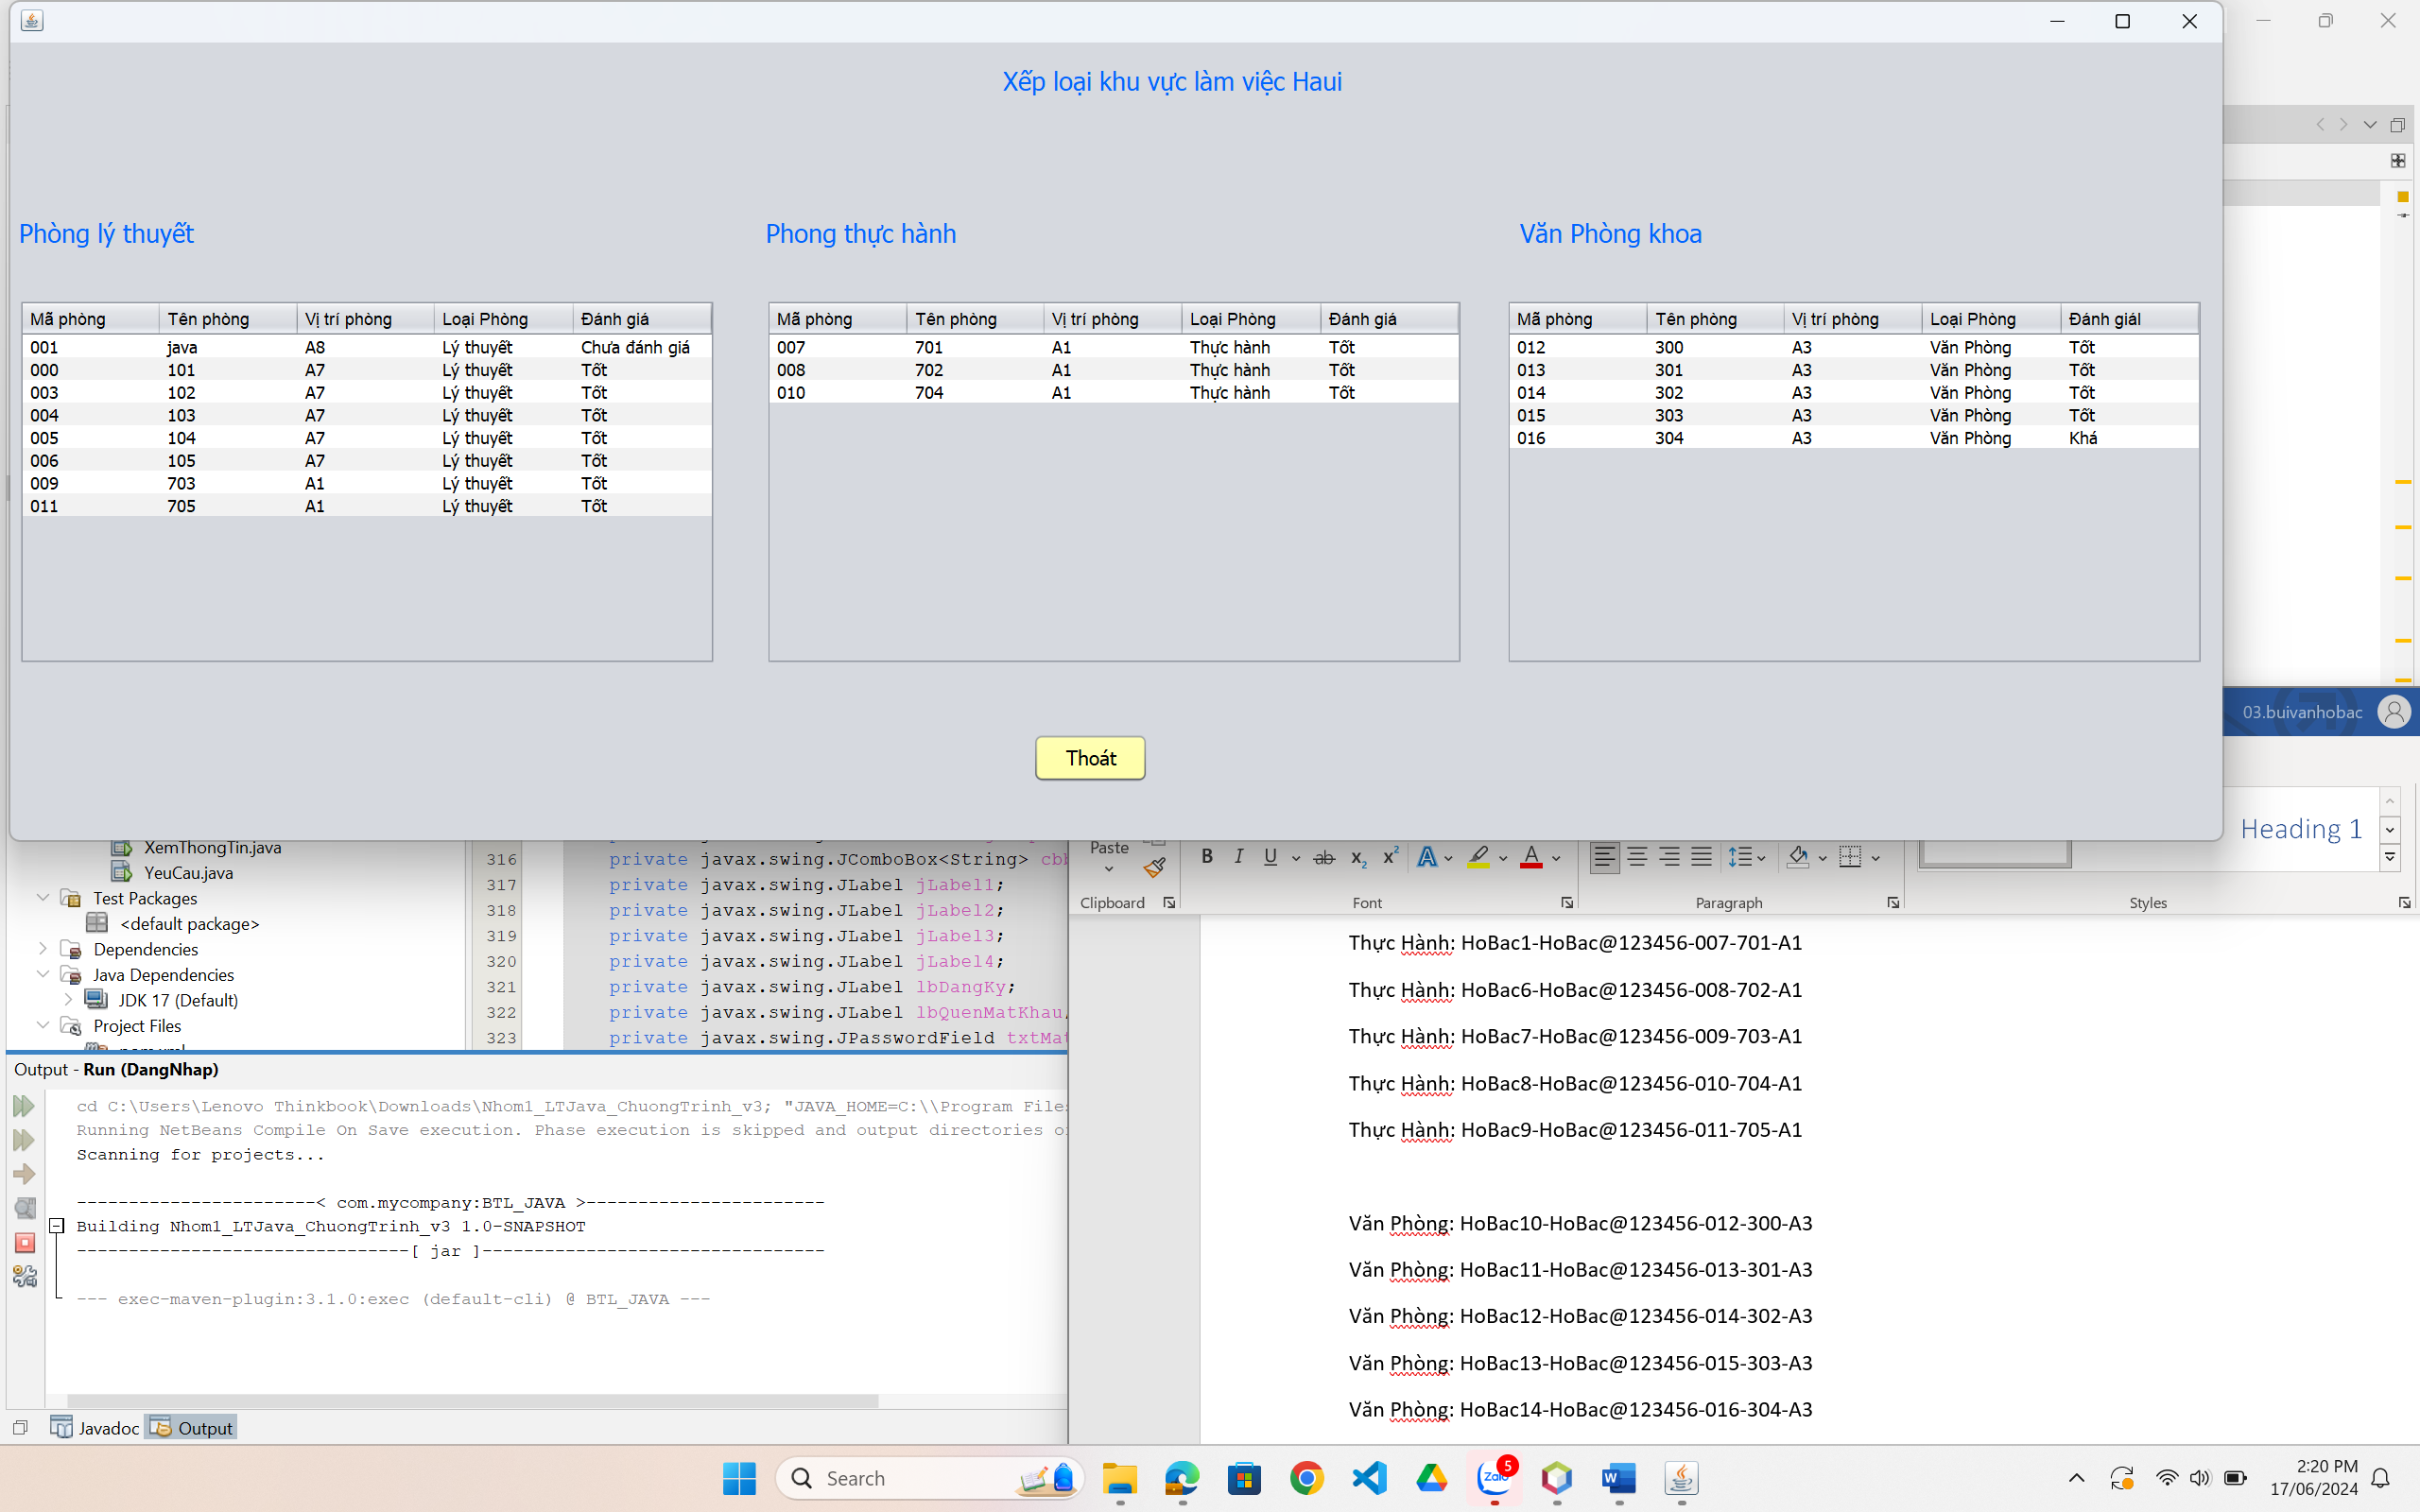 Xếp loại khu vực làm việc Haui
Phòng lý thuyết
Mã phòng Tên phòng Vị trí phòng Loại Phòng Đánh giá
001 java A8 Lý thuyết Chưa đánh giá
000 101 A7 Lý thuyết Tốt
003 102 A7 Lý thuyết Tốt
004 103 A7 Lý thuyết Tốt
005 104 A7 Lý thuyết Tốt
006 105 A7 Lý thuyết Tốt
009 703 A1 Lý thuyết Tốt
011 705 A1 Lý thuyết Tốt
Phong thực hành
Mã phòng Tên phòng Vị trí phòng Loại Phòng Đánh giá
007 701 A1 Thực hành Tốt
008 702 A1 Thực hành Tốt
010 704 A1 Thực hành Tốt
Văn Phòng khoa
Mã phòng Tên phòng Vị trí phòng Loại Phòng Đánh giál
012 300 A3 Văn Phòng Tốt
013 301 A3 Văn Phòng Tốt
014 302 A3 Văn Phòng Tốt
015 303 A3 Văn Phòng Tốt
016 304 A3 Văn Phòng Khá
Thoát
03.buivanhobac
Heading 1
XemThongTin.java
YeuCau.java
Test Packages
<default package>
Dependencies
Java Dependencies
JDK 17 (Default)
Project Files
316 private javax.swing.JComboBox<String>
317 private javax.swing.JLabel jLabel1;
318 private javax.swing.JLabel jLabel2;
319 private javax.swing.JLabel jLabel3;
320 private javax.swing.JLabel jLabel4;
321 private javax.swing.JLabel lbDangKy;
322 private javax.swing.JLabel lbQuenMatKhau
323 private javax.swing.JPasswordField txtMat
Output - Run (DangNhap)
cd C:\Users\Lenovo Thinkbook\Downloads\Nhom1_LTJava_ChuongTrinh_v3; "JAVA_HOME=C:\\Program Files
Running NetBeans Compile On Save execution. Phase execution is skipped and output directories
Scanning for projects...
-----------------------< com.mycompany:BTL_JAVA >-----------------------
Building Nhom1_LTJava_ChuongTrinh_v3 1.0-SNAPSHOT
--------------------------------[ jar ]---------------------------------
--- exec-maven-plugin:3.1.0:exec (default-cli) @ BTL_JAVA ---
Javadoc Output
Paste
B I U ab x₂ x² A A
Clipboard Font Paragraph Styles
Thực Hành: HoBac1-HoBac@123456-007-701-A1
Thực Hành: HoBac6-HoBac@123456-008-702-A1
Thực Hành: HoBac7-HoBac@123456-009-703-A1
Thực Hành: HoBac8-HoBac@123456-010-704-A1
Thực Hành: HoBac9-HoBac@123456-011-705-A1
Văn Phòng: HoBac10-HoBac@123456-012-300-A3
Văn Phòng: HoBac11-HoBac@123456-013-301-A3
Văn Phòng: HoBac12-HoBac@123456-014-302-A3
Văn Phòng: HoBac13-HoBac@123456-015-303-A3
Văn Phòng: HoBac14-HoBac@123456-016-304-A3
Search
Zalo
5
W
2:20 PM
17/06/2024